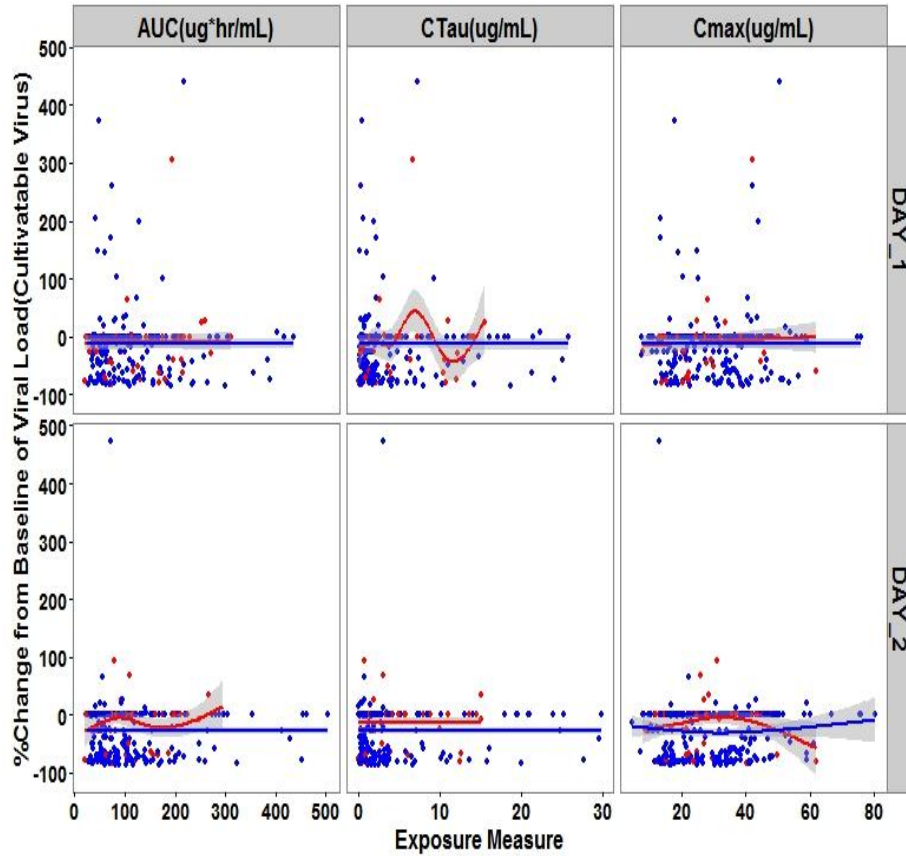 AUC(ug*hr/mL) CTau(ug/mL) Cmax(ug/mL)
%Change from Baseline of Viral Load(Cultivatable Virus)
500
400
300
200
100
0
-100
DAY_1
500
400
300
200
100
0
-100
DAY_2
0 100 200 300 400 500 0 10 20 30 20 40 60 80
Exposure Measure